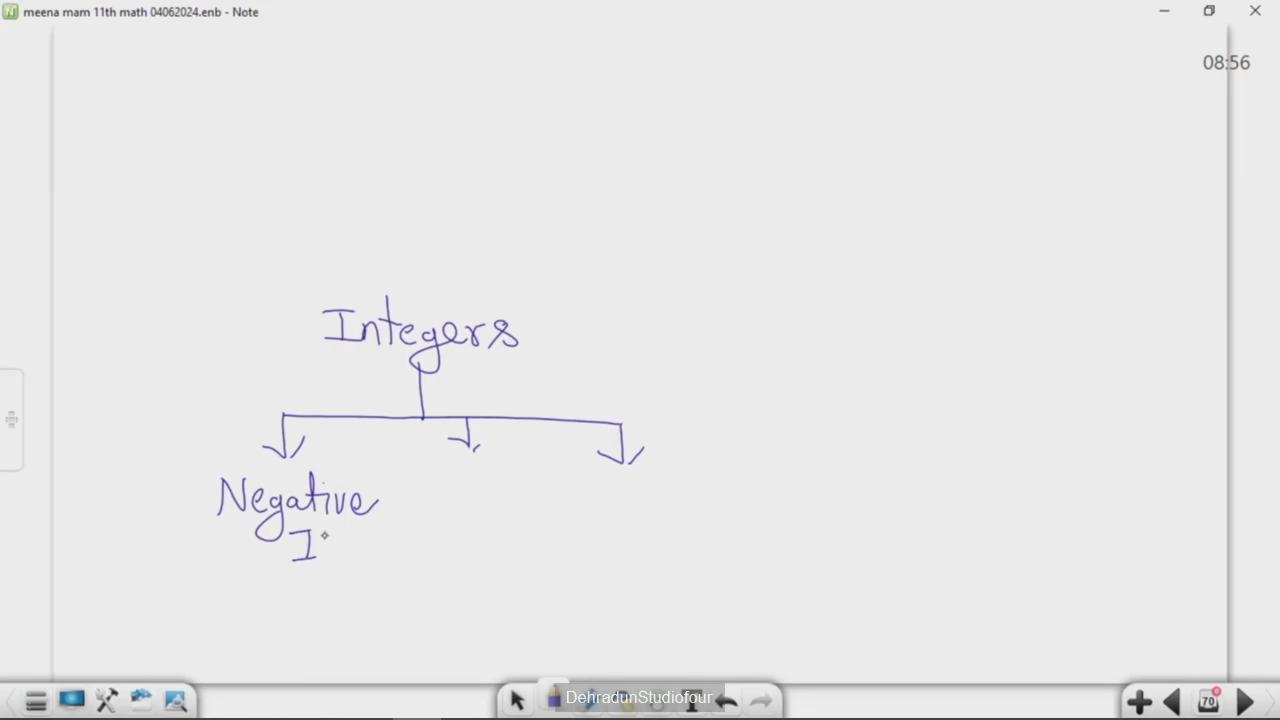 meena mam 11th math 04062024.enb - Note
08:56
Integers
Negative
I
DehradunStudiofour
70